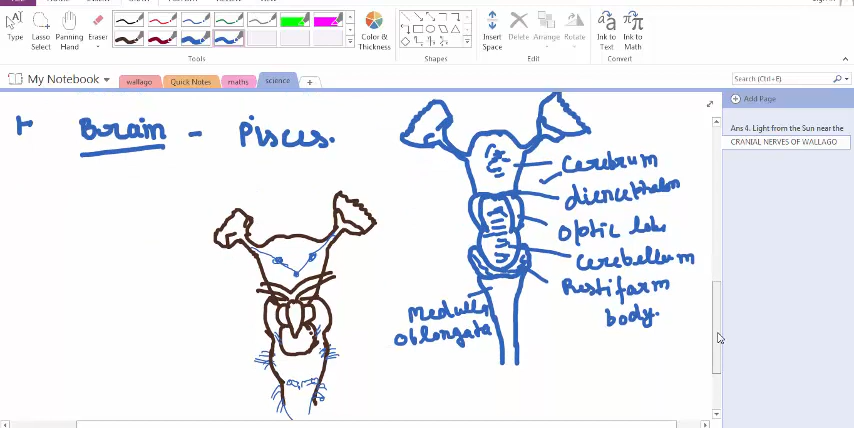 Type
Lasso Select
Panning Hand
Eraser
Tools
Color & Thickness
Shapes
Insert Space
Delete
Arrange
Rotate
Edit
Ink to Text
Ink to Math
Convert
My Notebook
wallago
Quick Notes
maths
science
Search (Ctrl+E)
Add Page
Ans 4. Light from the Sun near the
CRANIAL NERVES OF WALLAGO
Brain - Pisces.
Cerebrum
diencephalon
optic lobe
Cerebellum
Restiform
body.
Medulla
oblongata